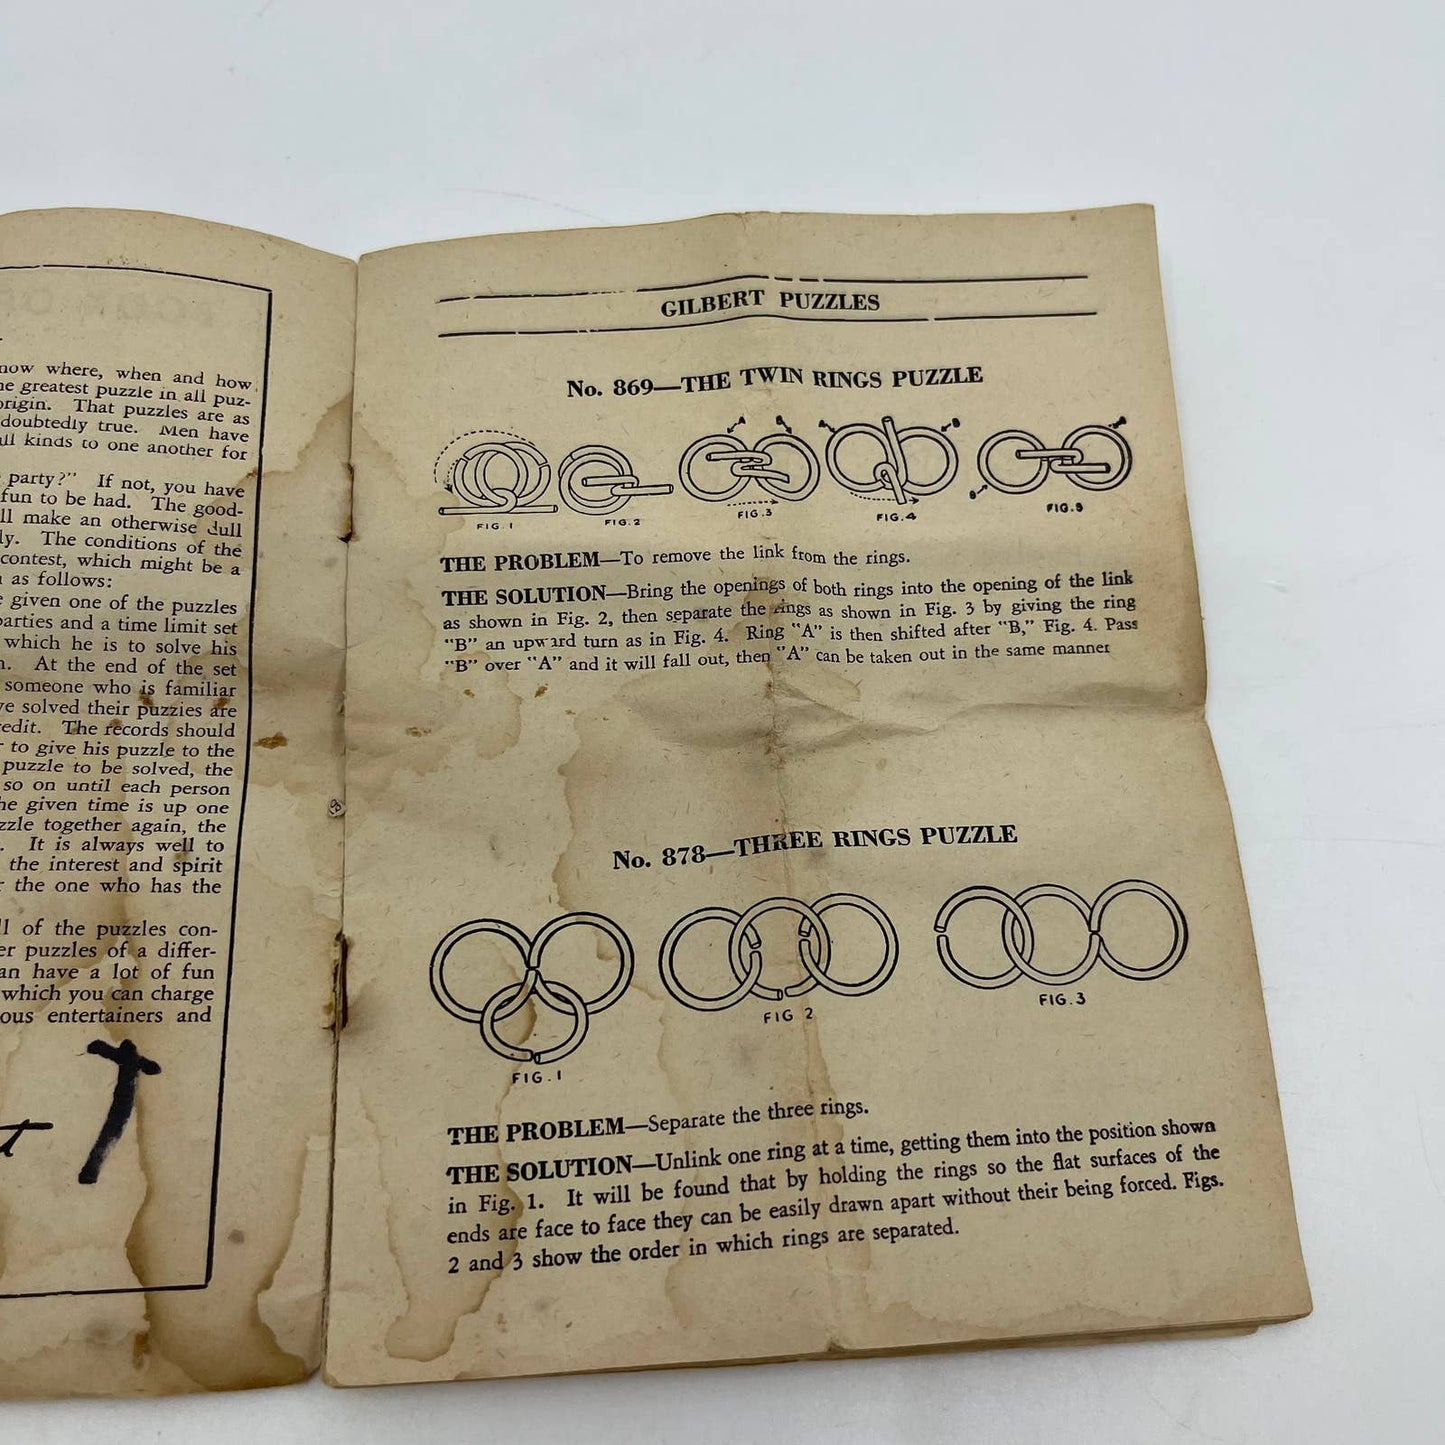 now where, when and how
he greatest puzzle in all puz-
origin. That puzzles are as
doubtedly true. Men have
all kinds to one another for
party?" If not, you have
fun to be had. The good-
ll make an otherwise dull
ly. The conditions of the
contest, which might be a
as follows:
e given one of the puzzles
parties and a time limit set
which he is to solve his
n. At the end of the set
someone who is familiar
ve solved their puzzies are
redit. The records should
r to give his puzzle to the
puzzle to be solved, the
so on until each person
he given time is up one
zzle together again, the
. It is always well to
the interest and spirit
r the one who has the
ll of the puzzles con-
er puzzles of a differ-
an have a lot of fun
which you can charge
ous entertainers and
GILBERT PUZZLES
No. 869—THE TWIN RINGS PUZZLE
A A A B B A
FIG. 1 FIG. 2 FIG. 3 FIG. 4 FIG. 5
THE PROBLEM—To remove the link from the rings.
THE SOLUTION—Bring the openings of both rings into the opening of the link
as shown in Fig. 2, then separate the rings as shown in Fig. 3 by giving the ring
"B" an upward turn as in Fig. 4. Ring "A" is then shifted after "B," Fig. 4. Pass
"B" over "A" and it will fall out, then "A" can be taken out in the same manner
No. 878—THREE RINGS PUZZLE
FIG. 1 FIG 2 FIG. 3
THE PROBLEM—Separate the three rings.
THE SOLUTION—Unlink one ring at a time, getting them into the position shown
in Fig. 1. It will be found that by holding the rings so the flat surfaces of the
ends are face to face they can be easily drawn apart without their being forced. Figs.
2 and 3 show the order in which rings are separated.